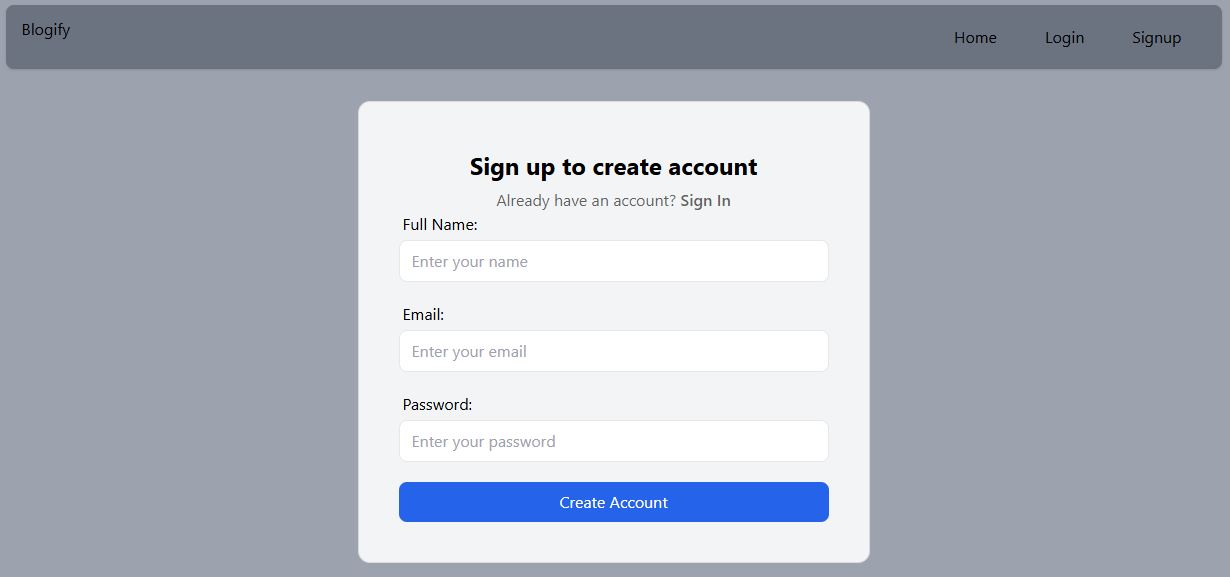 Blogify
Home Login Signup
Sign up to create account
Already have an account? Sign In
Full Name:
Enter your name
Email:
Enter your email
Password:
Enter your password
Create Account